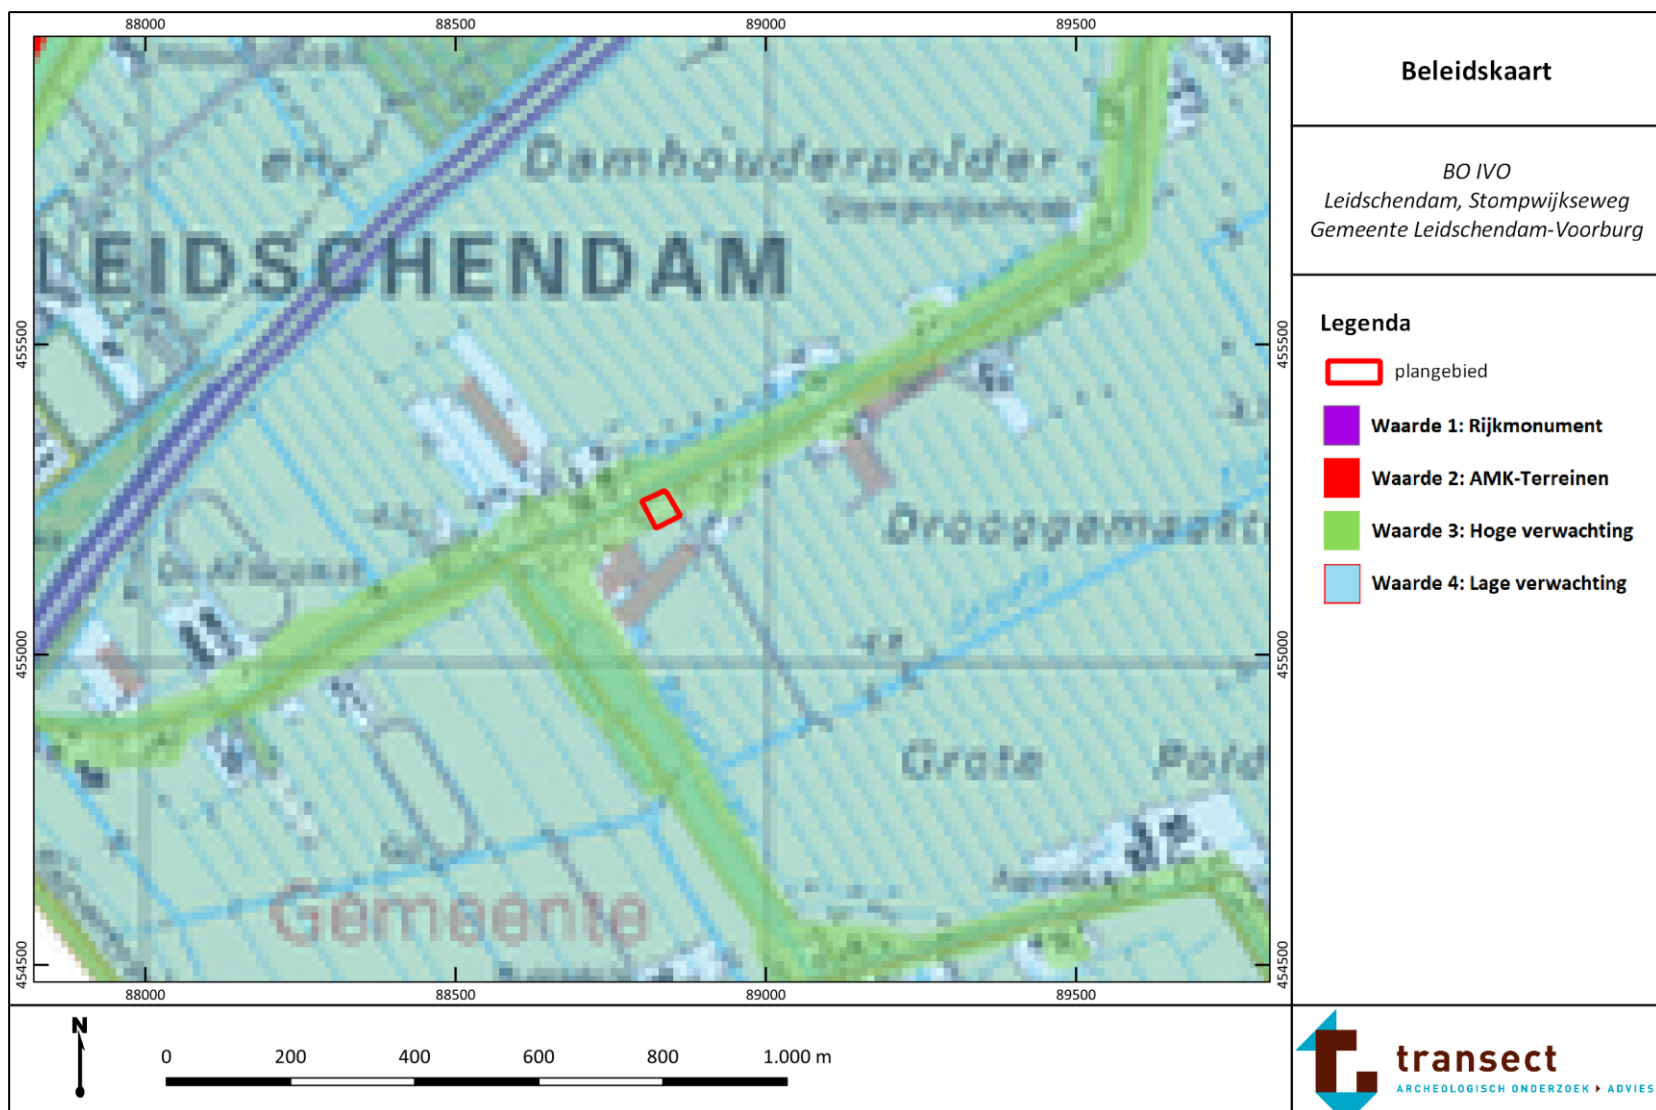 88000 88500 89000 89500
Beleidskaart
BO IVO
Leidschendam, Stompwijkseweg
Gemeente Leidschendam-Voorburg
Legenda
plangebied
Waarde 1: Rijkmonument
Waarde 2: AMK-Terreinen
Waarde 3: Hoge verwachting
Waarde 4: Lage verwachting
en
Damhouderpolder
LEIDSCHENDAM
455500 455500
Drooggemaakt
455000 455000
Grote Pold
Gemeente
454500 454500
88000 88500 89000 89500
N
0 200 400 600 800 1.000 m
transect
ARCHEOLOGISCH ONDERZOEK ADVIES